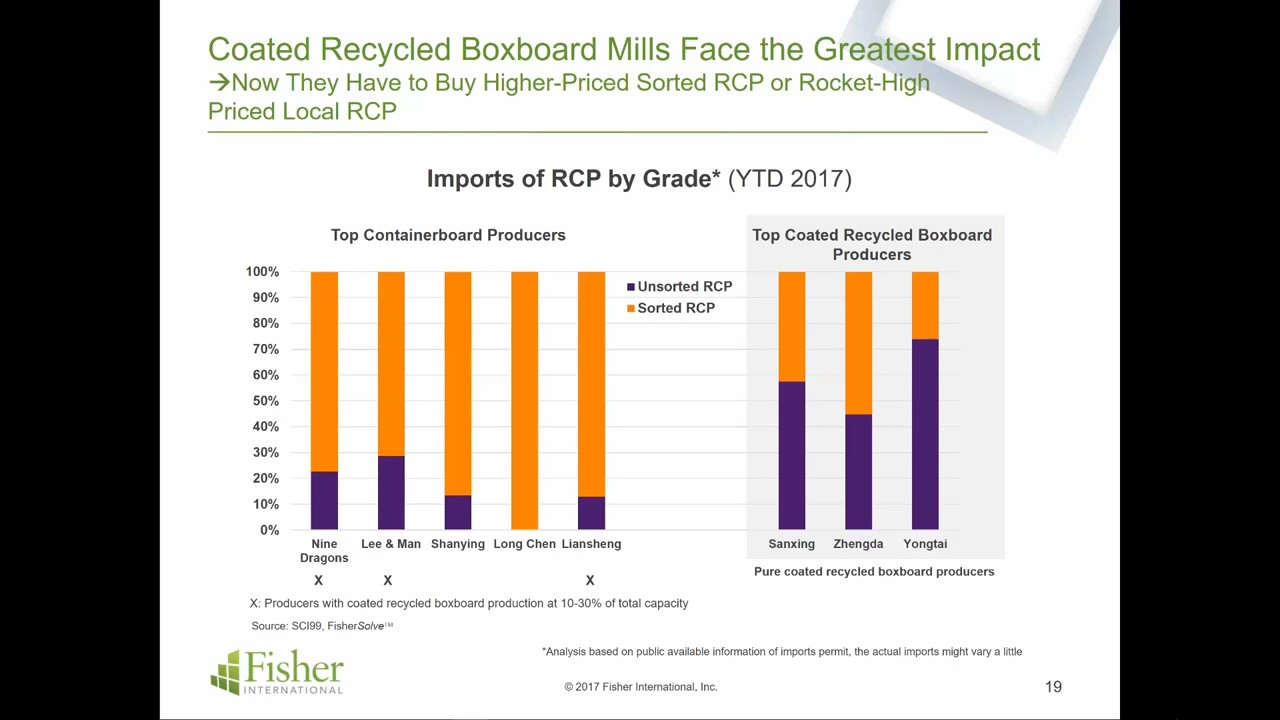 Coated Recycled Boxboard Mills Face the Greatest Impact
→Now They Have to Buy Higher-Priced Sorted RCP or Rocket-High
Priced Local RCP
Imports of RCP by Grade* (YTD 2017)
Top Containerboard Producers
Top Coated Recycled Boxboard
Producers
100%
90%
80%
70%
60%
50%
40%
30%
20%
10%
0%
Unsorted RCP
Sorted RCP
Nine
Dragons
Lee & Man
Shanying
Long Chen
Liansheng
Sanxing
Zhengda
Yongtai
X
X
X
Pure coated recycled boxboard producers
X: Producers with coated recycled boxboard production at 10-30% of total capacity
Source: SCI99, FisherSolve™
*Analysis based on public available information of imports permit, the actual imports might vary a little
Fisher
INTERNATIONAL
© 2017 Fisher International, Inc.
19